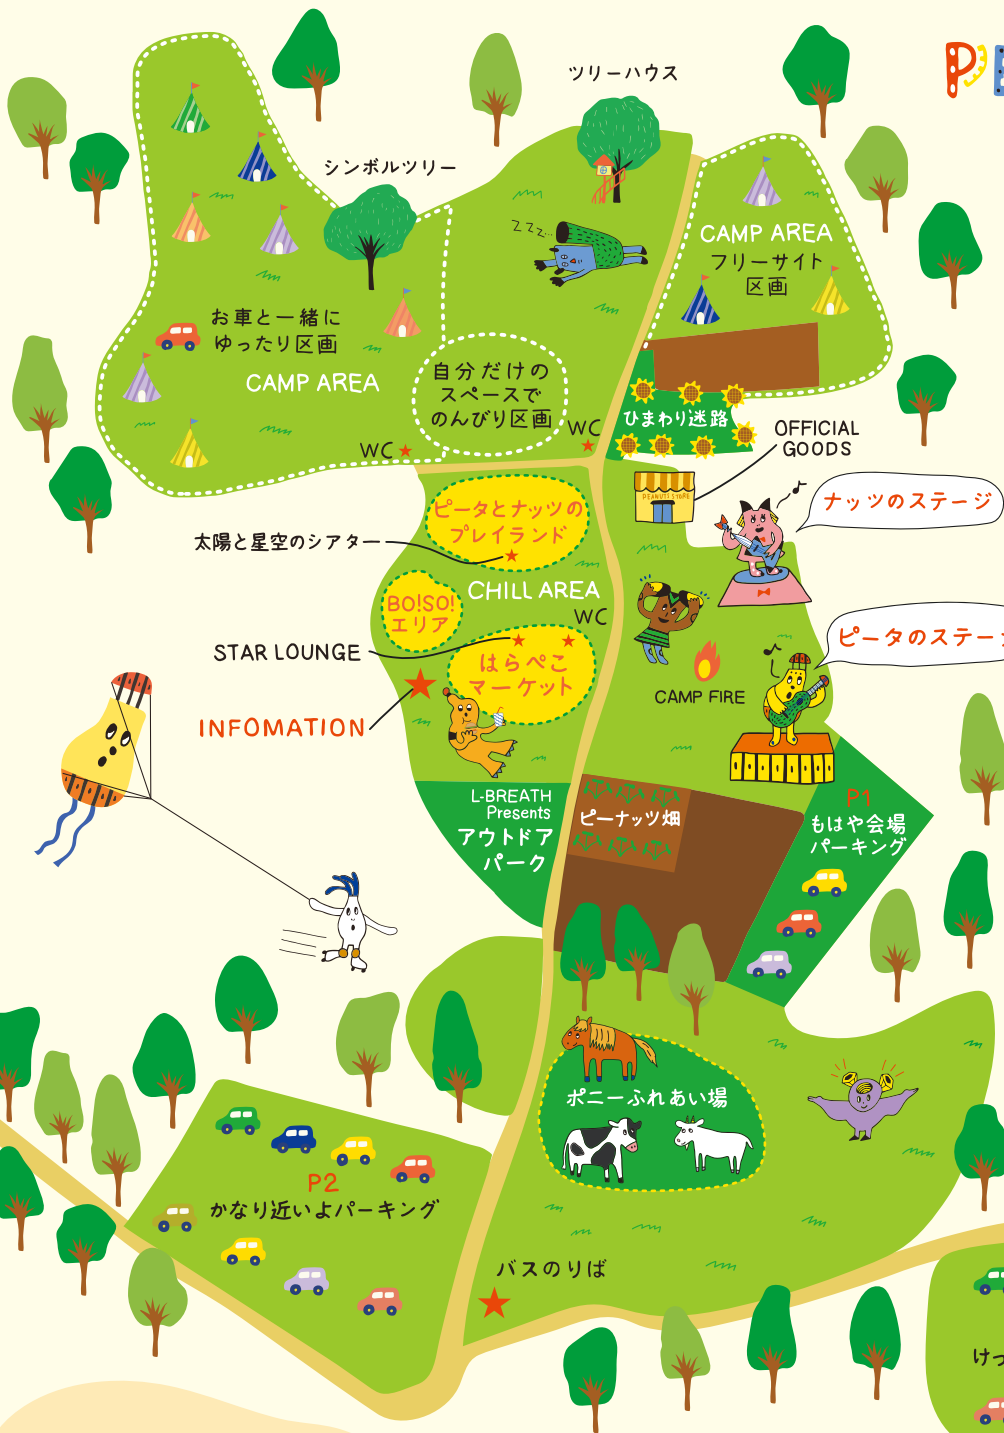 ツリーハウス
シンボルツリー
zzz...
CAMP AREA
フリーサイト
区画
お車と一緒に
ゆったり区画
CAMP AREA
自分だけの
スペースで
のんびり区画
WC
WC
ひまわり迷路
OFFICIAL
GOODS
PEANUTS STORE
ナッツのステージ
ピータとナッツの
プレイランド
太陽と星空のシアター
CHILL AREA
BO!SO!
エリア
WC
STAR LOUNGE
はらぺこ
マーケット
ピータのステー
CAMP FIRE
INFOMATION
L-BREATH
Presents
アウトドア
パーク
ピーナッツ畑
P1
もはや会場
パーキング
ポニーふれあい場
P2
かなり近いよパーキング
バスのりば
けっ